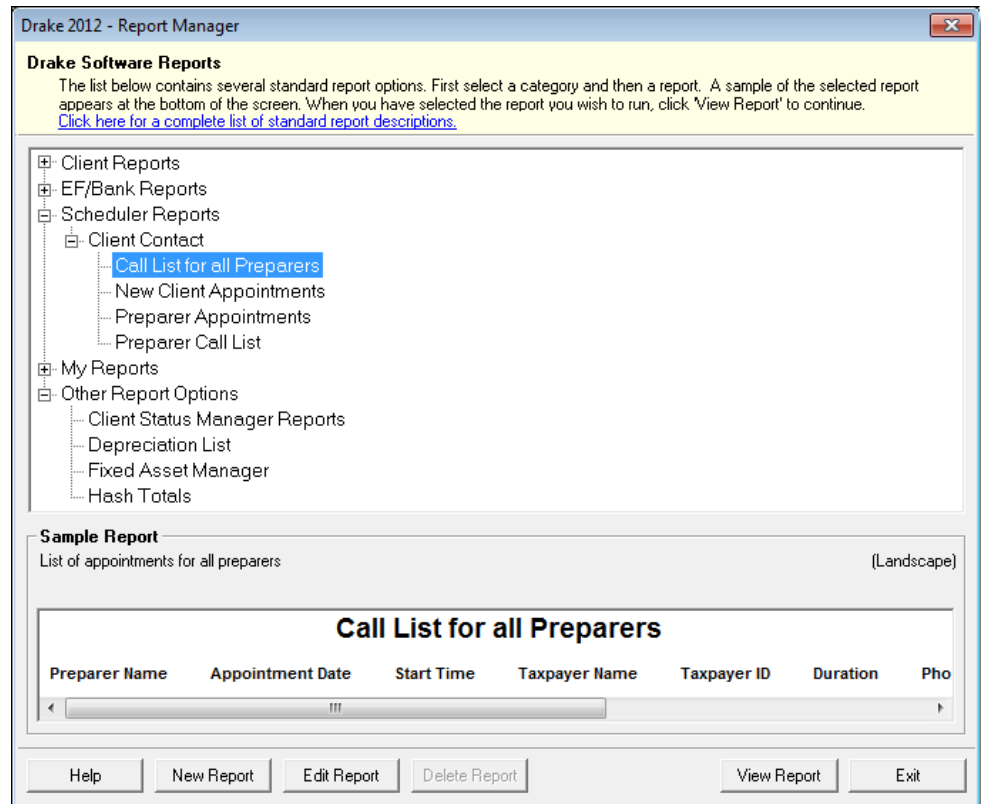 Drake 2012 - Report Manager
Drake Software Reports
The list below contains several standard report options. First select a category and then a report. A sample of the selected report
appears at the bottom of the screen. When you have selected the report you wish to run, click 'View Report' to continue.
Click here for a complete list of standard report descriptions.
Client Reports
EF/Bank Reports
Scheduler Reports
Client Contact
Call List for all Preparers
New Client Appointments
Preparer Appointments
Preparer Call List
My Reports
Other Report Options
Client Status Manager Reports
Depreciation List
Fixed Asset Manager
Hash Totals
Sample Report
List of appointments for all preparers (Landscape)
Call List for all Preparers
Preparer Name Appointment Date Start Time Taxpayer Name Taxpayer ID Duration Pho
Help New Report Edit Report Delete Report View Report Exit